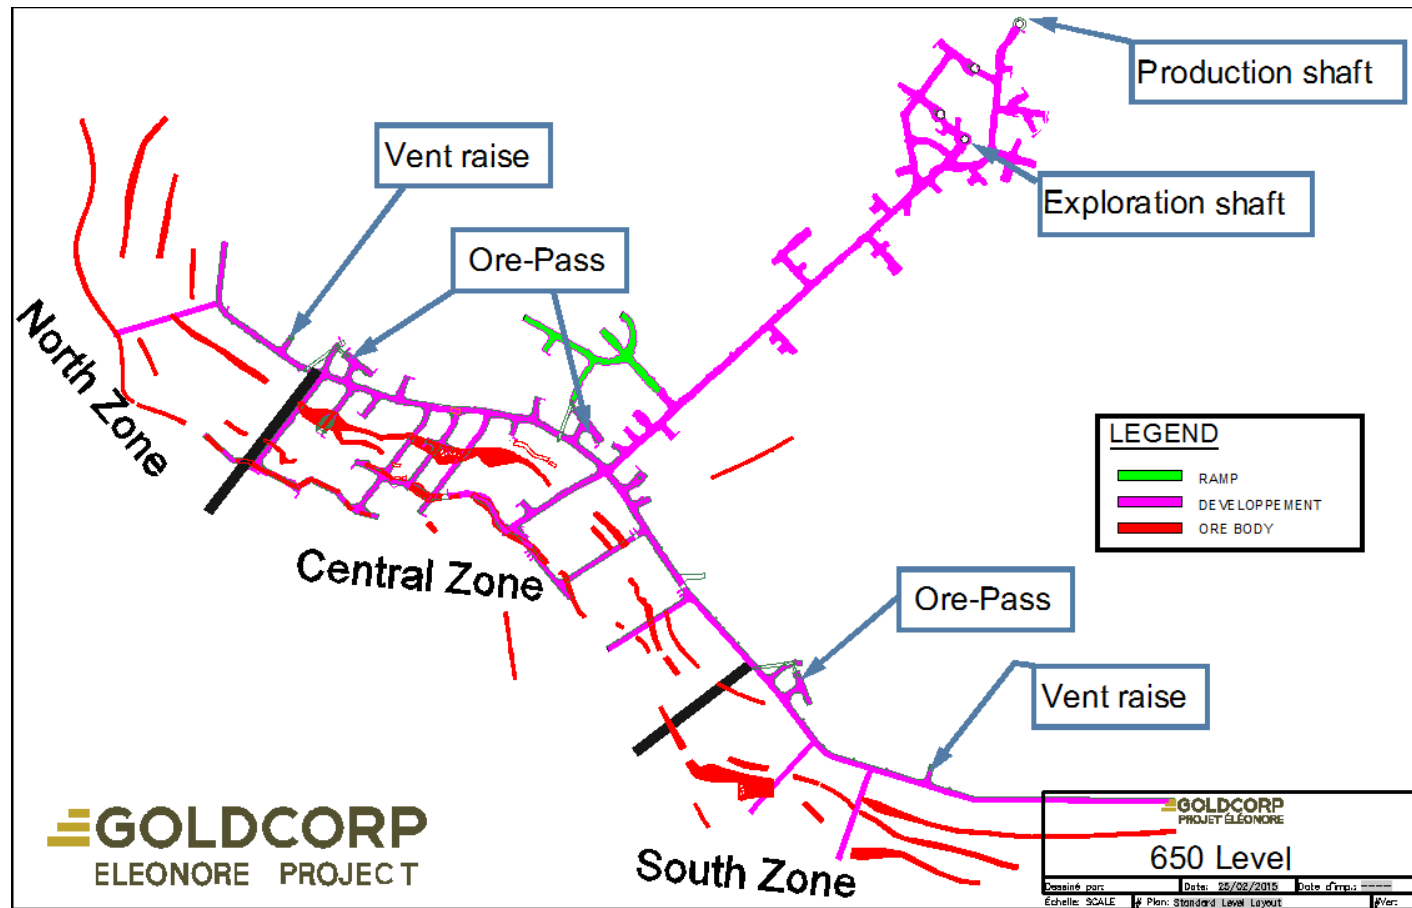 Production shaft
Vent raise
Exploration shaft
Ore-Pass
North Zone
LEGEND
RAMP
DEVELOPPEMENT
ORE BODY
Central Zone
Ore-Pass
Vent raise
GOLDCORP
ELEONORE PROJECT
South Zone
GOLDCORP
PROJET ÉLÉONORE
650 Level
Dessiné par: Date: 25/02/2015 Date d'imp.: -----
Échelle: SCALE # Plan: Standard Level Layout #Ver: